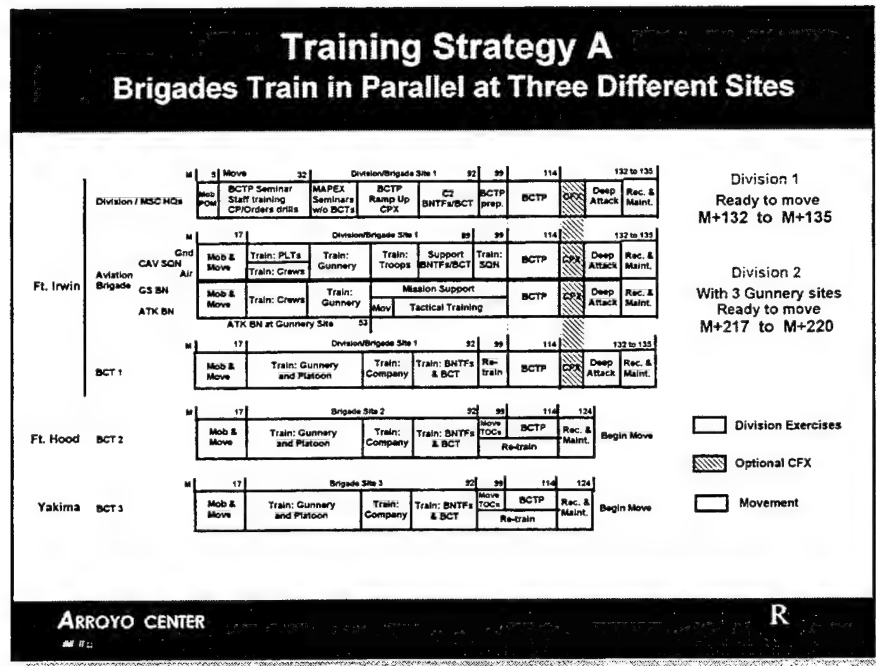 Training Strategy A
Brigades Train in Parallel at Three Different Sites
M 9 Move 32 Division/Brigade Site 1 92 99 114 132 to 135
Division / MSC HQs
Mob POM
BCTP Seminar Staff training CP/Orders drills
MAPEX Seminars w/o BCTs
BCTP Ramp Up CPX
C2 BNTFs/BCT
BCTP prep.
BCTP
CFX
Deep Attack
Rec. & Maint.
Ft. Irwin
Aviation Brigade
M 17 Division/Brigade Site 1 89 99 114 132 to 135
CAV SQN
Gnd
Air
Mob & Move
Train: PLTs
Train: Crews
Train: Gunnery
Train: Troops
Support BNTFs/BCT
Train: SQN
BCTP
CPX
Deep Attack
Rec. & Maint.
GS BN
ATK BN
Mob & Move
Train: Crews
Train: Gunnery
Mission Support
Mov
Tactical Training
BCTP
CPX
Deep Attack
Rec. & Maint.
ATK BN at Gunnery Site 53
M 17 Division/Brigade Site 1 92 99 114 132 to 135
BCT 1
Mob & Move
Train: Gunnery and Platoon
Train: Company
Train: BNTFs & BCT
Re-train
BCTP
CPX
Deep Attack
Rec. & Maint.
M 17 Brigade Site 2 92 99 114 124
Ft. Hood
BCT 2
Mob & Move
Train: Gunnery and Platoon
Train: Company
Train: BNTFs & BCT
Move TOCs
BCTP
Re-train
Rec. & Maint.
Begin Move
M 17 Brigade Site 3 92 99 114 124
Yakima
BCT 3
Mob & Move
Train: Gunnery and Platoon
Train: Company
Train: BNTFs & BCT
Move TOCs
BCTP
Re-train
Rec. & Maint.
Begin Move
Division 1
Ready to move
M+132 to M+135
Division 2
With 3 Gunnery sites
Ready to move
M+217 to M+220
Division Exercises
Optional CFX
Movement
ARROYO CENTER
R